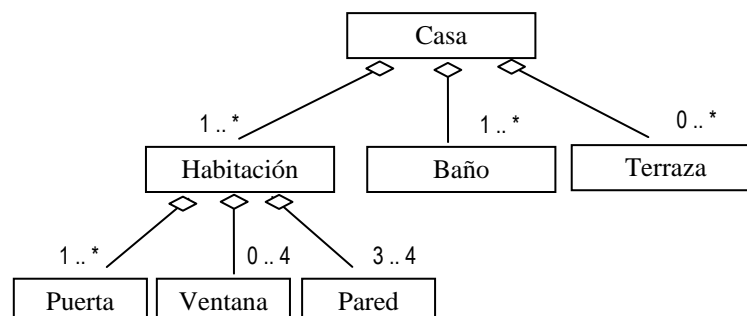 Casa
1 .. *
1 .. *
0 .. *
Habitación
Baño
Terraza
1 .. *
0 .. 4
3 .. 4
Puerta
Ventana
Pared